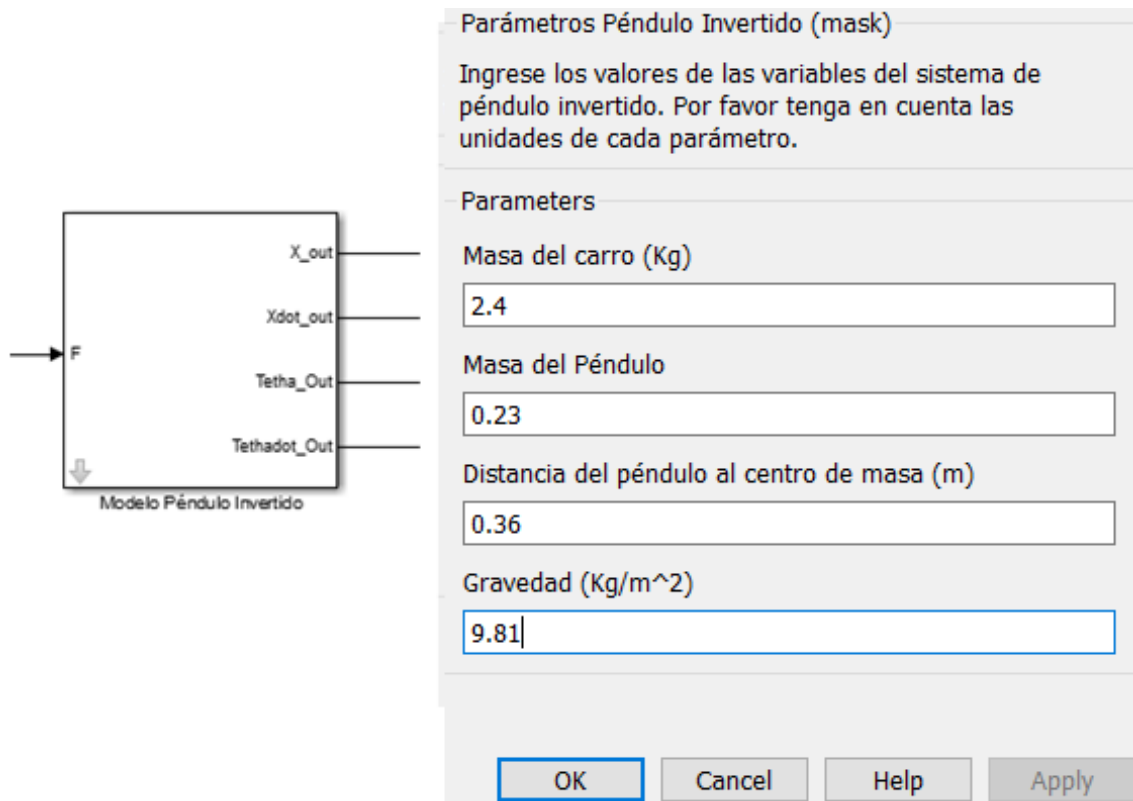 X_out
Xdot_out
F
Tetha_Out
Tethadot_Out
Modelo Péndulo Invertido
Parámetros Péndulo Invertido (mask)
Ingrese los valores de las variables del sistema de
péndulo invertido. Por favor tenga en cuenta las
unidades de cada parámetro.
Parameters
Masa del carro (Kg)
2.4
Masa del Péndulo
0.23
Distancia del péndulo al centro de masa (m)
0.36
Gravedad (Kg/m^2)
9.81
OK Cancel Help Apply